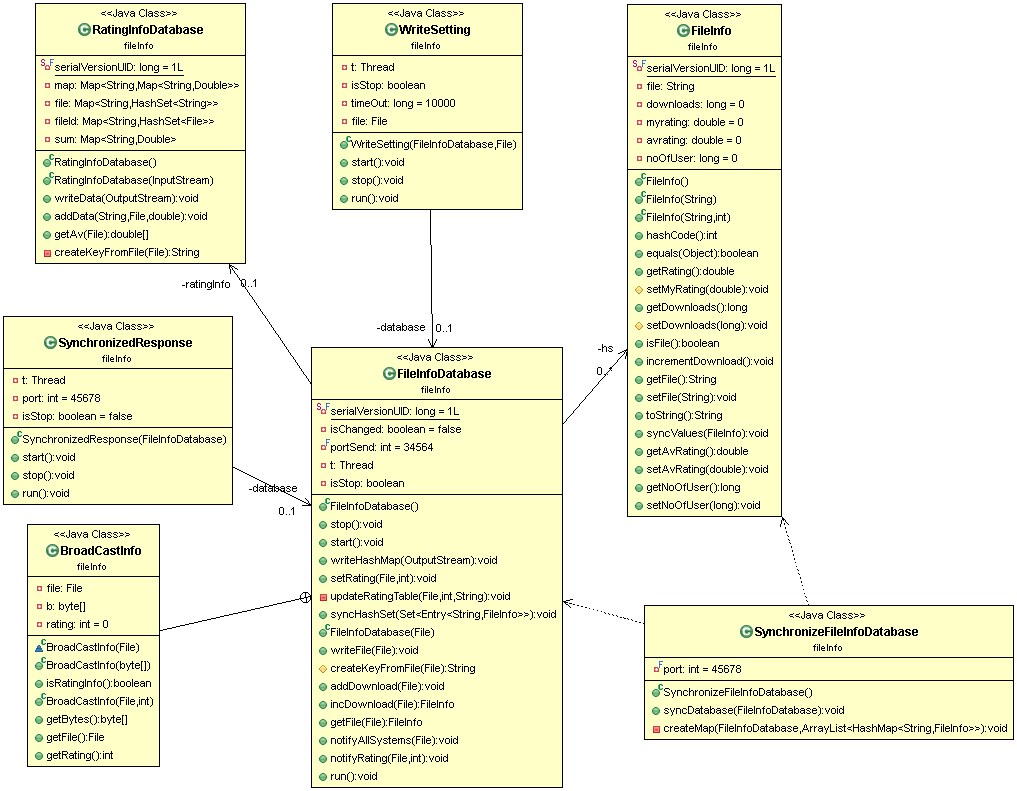 <<Java Class>>
RatingInfoDatabase
fileInfo
serialVersionUID: long = 1L
map: Map<String,Map<String,Double>>
file: Map<String,HashSet<String>>
fileId: Map<String,HashSet<File>>
sum: Map<String,Double>
RatingInfoDatabase()
RatingInfoDatabase(InputStream)
writeData(OutputStream):void
addData(String,File,double):void
getAv(File):double[]
createKeyFromFile(File):String
<<Java Class>>
WriteSetting
fileInfo
t: Thread
isStop: boolean
timeOut: long = 10000
file: File
WriteSetting(FileInfoDatabase,File)
start():void
stop():void
run():void
<<Java Class>>
FileInfo
fileInfo
serialVersionUID: long = 1L
file: String
downloads: long = 0
myrating: double = 0
avrating: double = 0
noOfUser: long = 0
FileInfo()
FileInfo(String)
FileInfo(String,int)
hashCode():int
equals(Object):boolean
getRating():double
setMyRating(double):void
getDownloads():long
setDownloads(long):void
isFile():boolean
incrementDownload():void
getFile():String
setFile(String):void
toString():String
syncValues(FileInfo):void
getAvRating():double
setAvRating(double):void
getNoOfUser():long
setNoOfUser(long):void
-ratingInfo
0..1
-database
0..1
-hs
0..1
<<Java Class>>
SynchronizedResponse
fileInfo
t: Thread
port: int = 45678
isStop: boolean = false
SynchronizedResponse(FileInfoDatabase)
start():void
stop():void
run():void
-database
0..1
<<Java Class>>
FileInfoDatabase
fileInfo
serialVersionUID: long = 1L
isChanged: boolean = false
portSend: int = 34564
t: Thread
isStop: boolean
FileInfoDatabase()
stop():void
start():void
writeHashMap(OutputStream):void
setRating(File,int):void
updateRatingTable(File,int,String):void
syncHashSet(Set<Entry<String,FileInfo>>):void
FileInfoDatabase(File)
writeFile(File):void
createKeyFromFile(File):String
addDownload(File):void
incDownload(File):FileInfo
getFile(File):FileInfo
notifyAllSystems(File):void
notifyRating(File,int):void
run():void
<<Java Class>>
BroadCastInfo
fileInfo
file: File
b: byte[]
rating: int = 0
BroadCastInfo(File)
BroadCastInfo(byte[])
isRatingInfo():boolean
BroadCastInfo(File,int)
getBytes():byte[]
getFile():File
getRating():int
<<Java Class>>
SynchronizeFileInfoDatabase
fileInfo
port: int = 45678
SynchronizeFileInfoDatabase()
syncDatabase(FileInfoDatabase):void
createMap(FileInfoDatabase,ArrayList<HashMap<String,FileInfo>>):void